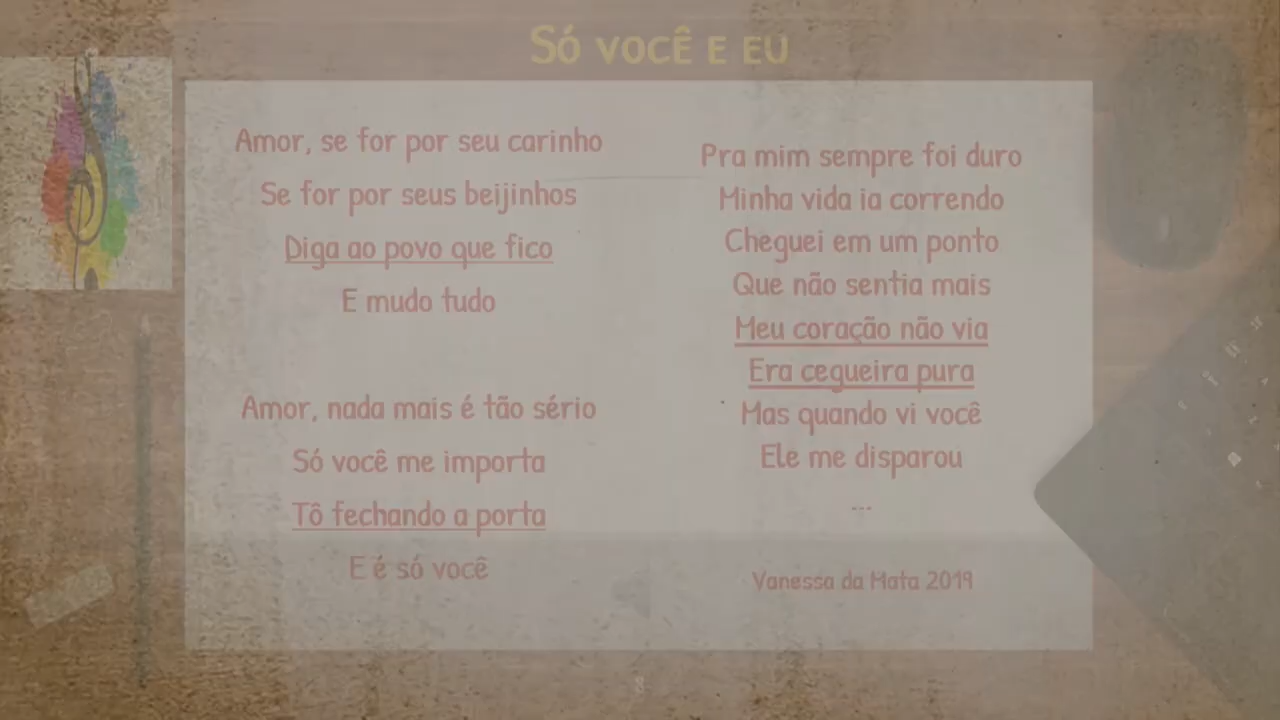 Só você e eu
Amor, se for por seu carinho
Se for por seus beijinhos
Diga ao povo que fico
E mudo tudo
Amor, nada mais é tão sério
Só você me importa
Tô fechando a porta
E é só você
Pra mim sempre foi duro
Minha vida ia correndo
Cheguei em um ponto
Que não sentia mais
Meu coração não via
Era cegueira pura
Mas quando vi você
Ele me disparou
...
Vanessa da Mata 2019